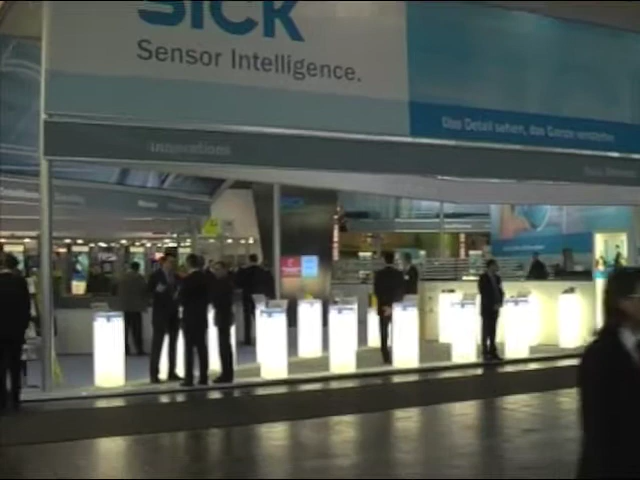 SICK
Sensor Intelligence.
Das Detail sehen, das Ganze verstehen.
Innovations